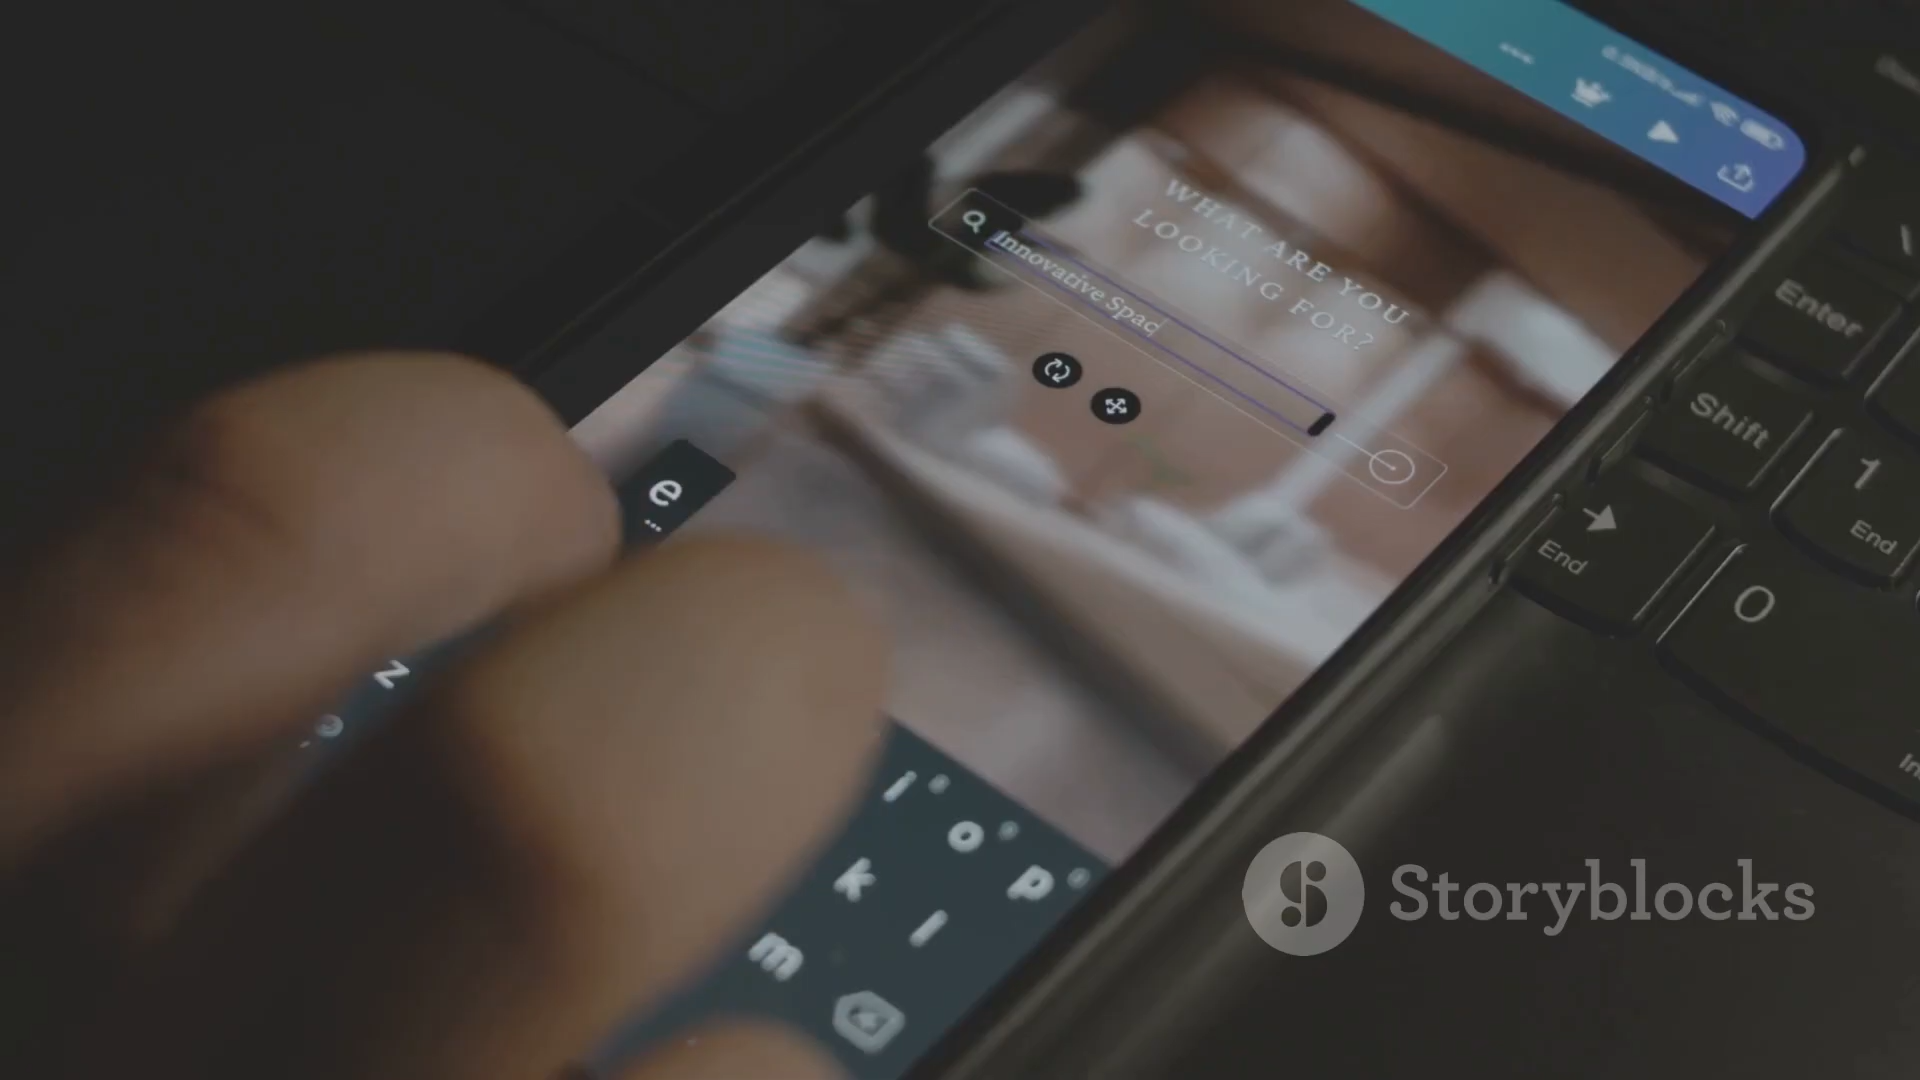 WHAT ARE YOU
LOOKING FOR?
Innovative Spac
e
z
i
o
p
k
l
m
Enter
Shift
End
1
End
0
Storyblocks